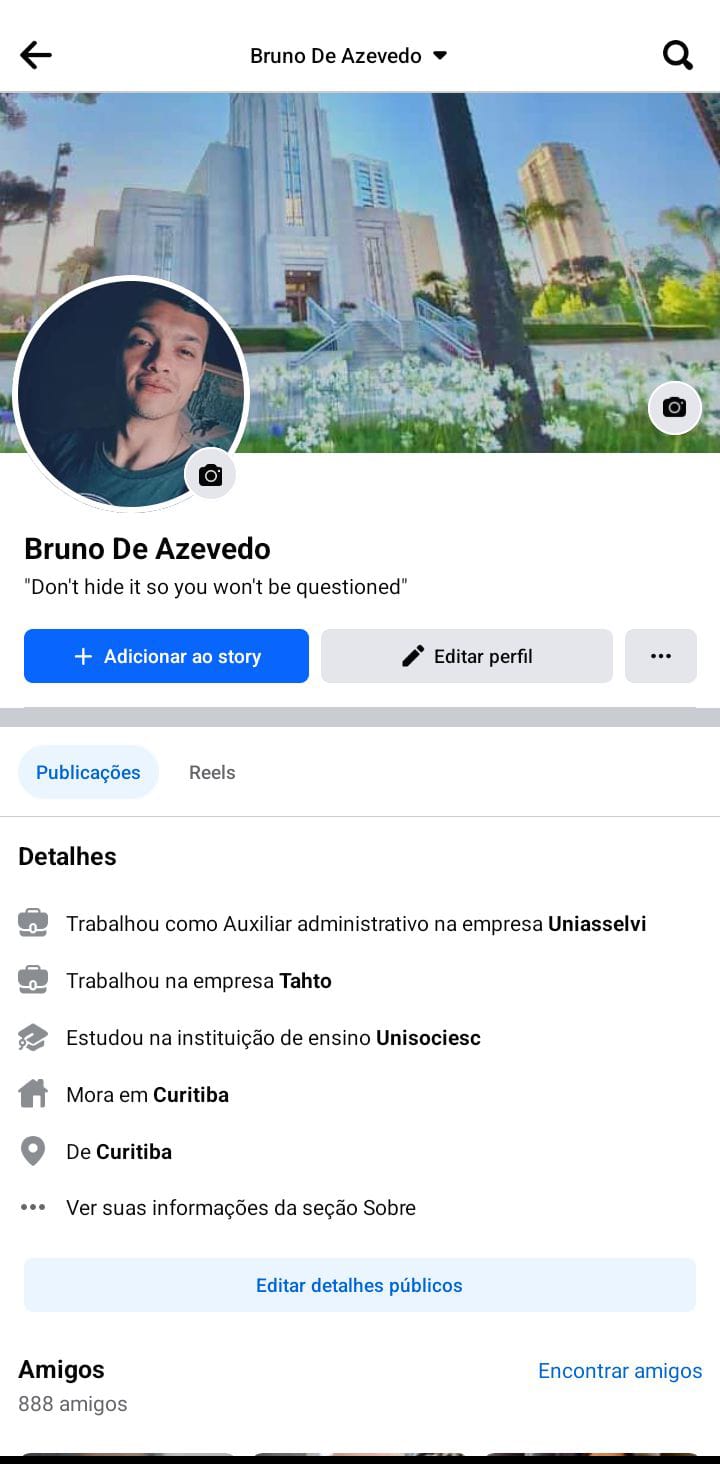 Bruno De Azevedo
Bruno De Azevedo
"Don't hide it so you won't be questioned"
Adicionar ao story
Editar perfil
Publicações
Reels
Detalhes
Trabalhou como Auxiliar administrativo na empresa Uniasselvi
Trabalhou na empresa Tahto
Estudou na instituição de ensino Unisociesc
Mora em Curitiba
De Curitiba
Ver suas informações da seção Sobre
Editar detalhes públicos
Amigos
Encontrar amigos
888 amigos